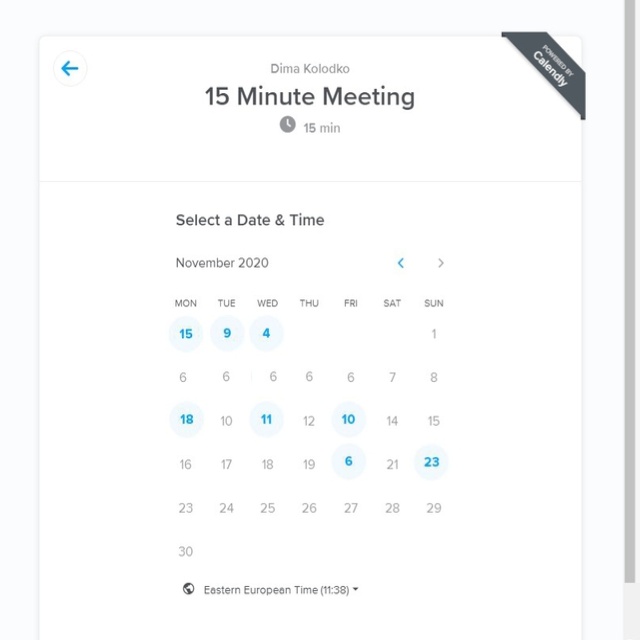 POWERED BY
Calendly
Dima Kolodko
15 Minute Meeting
15 min
Select a Date & Time
November 2020
MON TUE WED THU FRI SAT SUN
15 9 4 1
6 6 6 6 6 7 8
18 10 11 12 10 14 15
16 17 18 19 6 21 23
23 24 25 26 27 28 29
30
Eastern European Time (11:38)